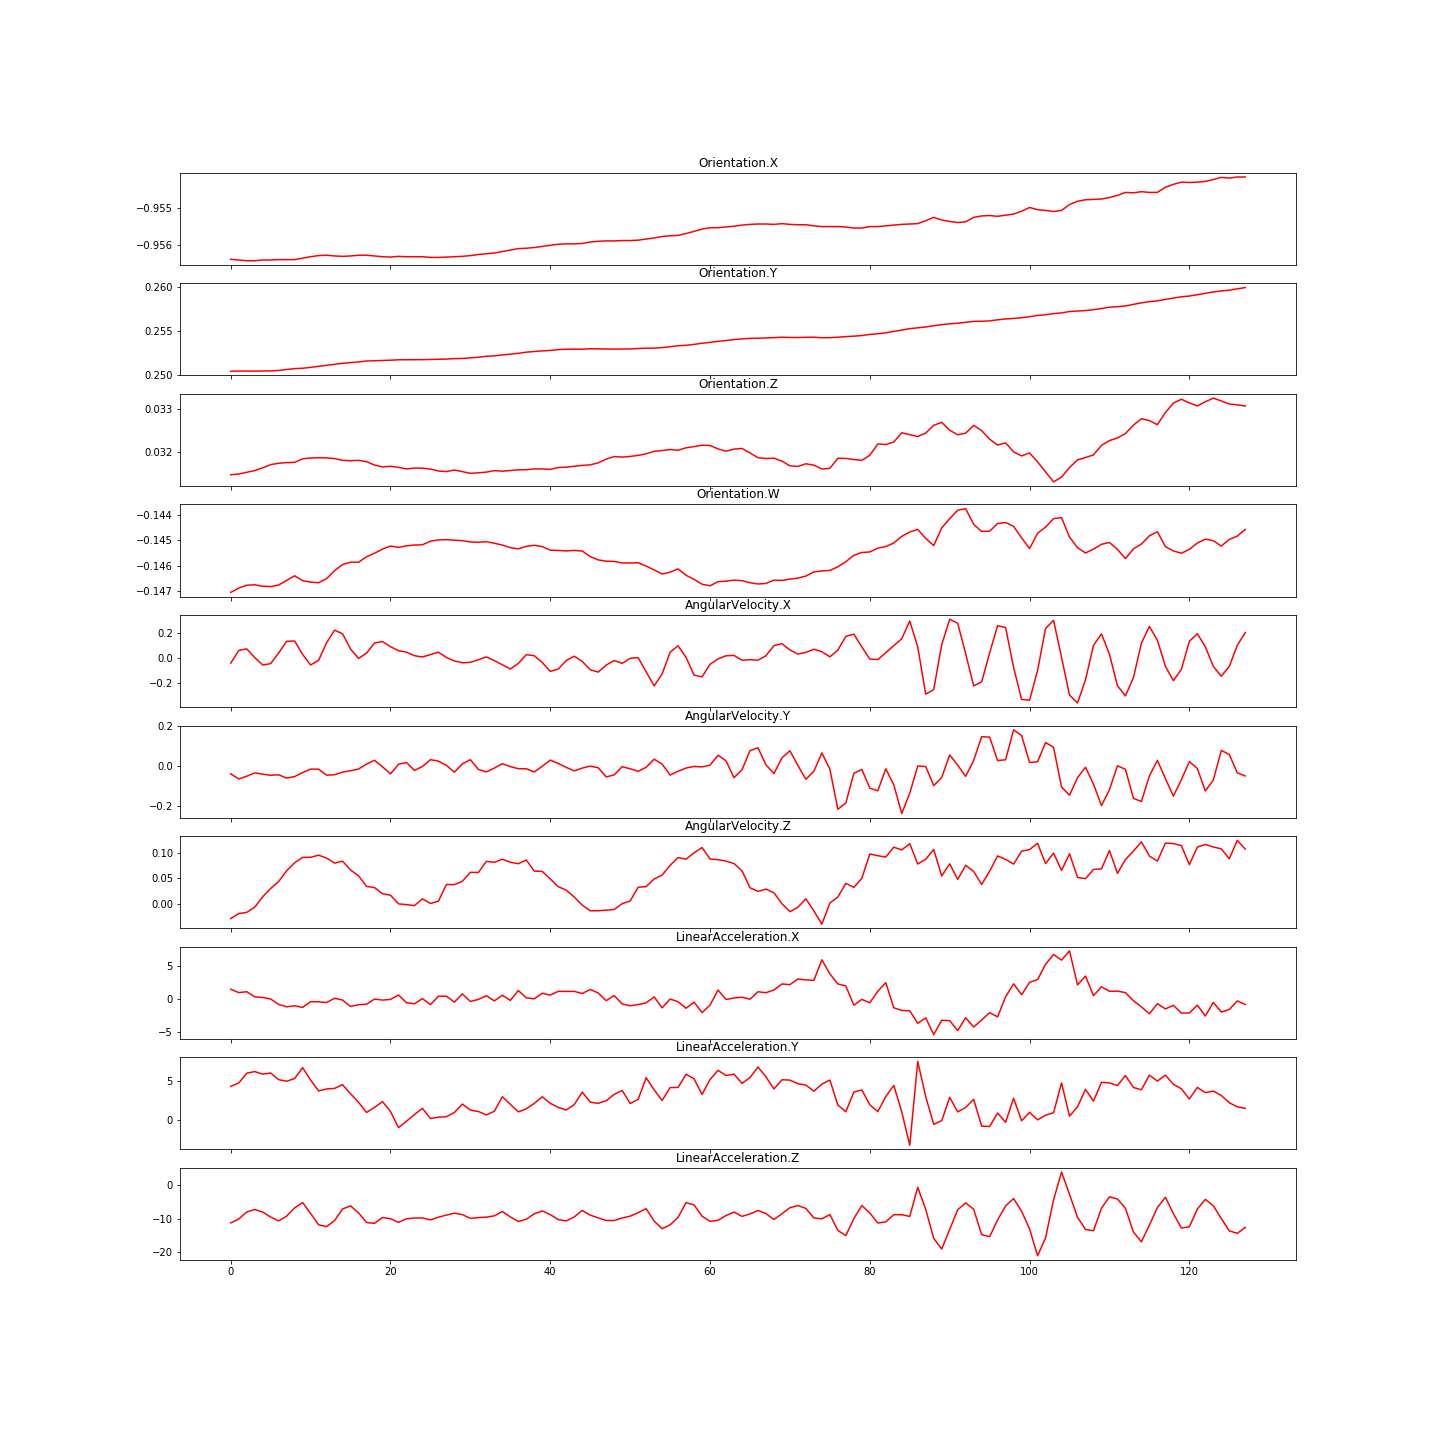 Orientation.X
−0.955
−0.956
Orientation.Y
0.260
0.255
0.250
Orientation.Z
0.033
0.032
Orientation.W
−0.144
−0.145
−0.146
−0.147
AngularVelocity.X
0.2
0.0
−0.2
AngularVelocity.Y
0.2
0.0
−0.2
AngularVelocity.Z
0.10
0.05
0.00
LinearAcceleration.X
5
0
−5
LinearAcceleration.Y
5
0
LinearAcceleration.Z
0
−10
−20
0 20 40 60 80 100 120